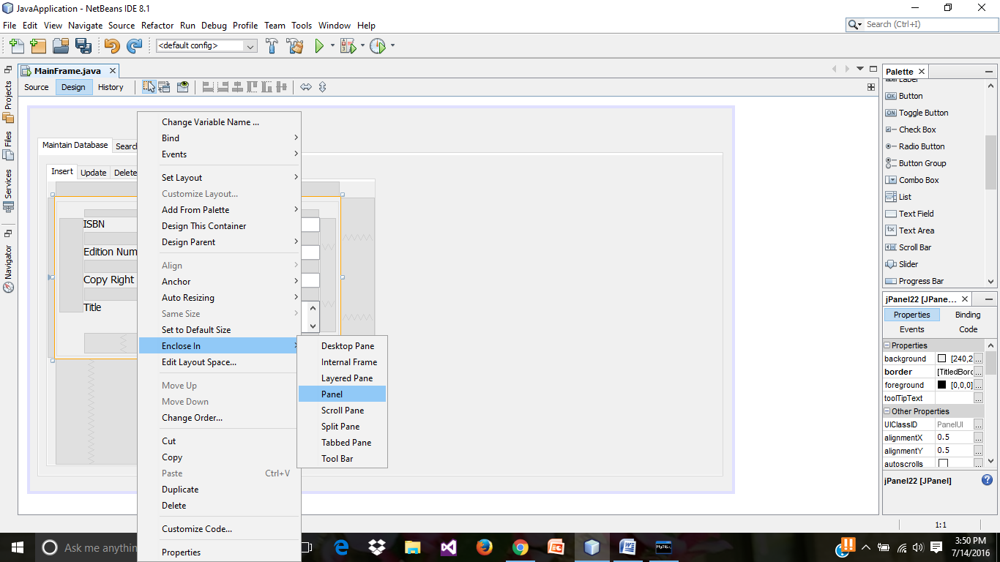 JavaApplication - NetBeans IDE 8.1
File Edit View Navigate Source Refactor Run Debug Profile Team Tools Window Help
Search (Ctrl+I)
<default config>
MainFrame.java
Source Design History
Projects
Files
Services
Navigator
Maintain Database Search
Insert Update Delete
ISBN
Edition Num
Copy Right
Title
Change Variable Name ...
Bind
Events
Set Layout
Customize Layout...
Add From Palette
Design This Container
Design Parent
Align
Anchor
Auto Resizing
Same Size
Set to Default Size
Enclose In
Edit Layout Space...
Move Up
Move Down
Change Order...
Cut
Copy
Paste Ctrl+V
Duplicate
Delete
Customize Code...
Properties
Desktop Pane
Internal Frame
Layered Pane
Panel
Scroll Pane
Split Pane
Tabbed Pane
Tool Bar
Palette
Label
Button
Toggle Button
Check Box
Radio Button
Button Group
Combo Box
List
Text Field
Text Area
Scroll Bar
Slider
Progress Bar
jPanel22 [JPane...
Properties Binding
Events Code
Properties
background [240,2 ...
border [TitledBorc ...
foreground [0,0,0] ...
toolTipText ...
Other Properties
UIClassID PanelUI ...
alignmentX 0.5 ...
alignmentY 0.5 ...
autoscrolls ...
jPanel22 [JPanel]
1:1
Ask me anythin
3:50 PM
7/14/2016